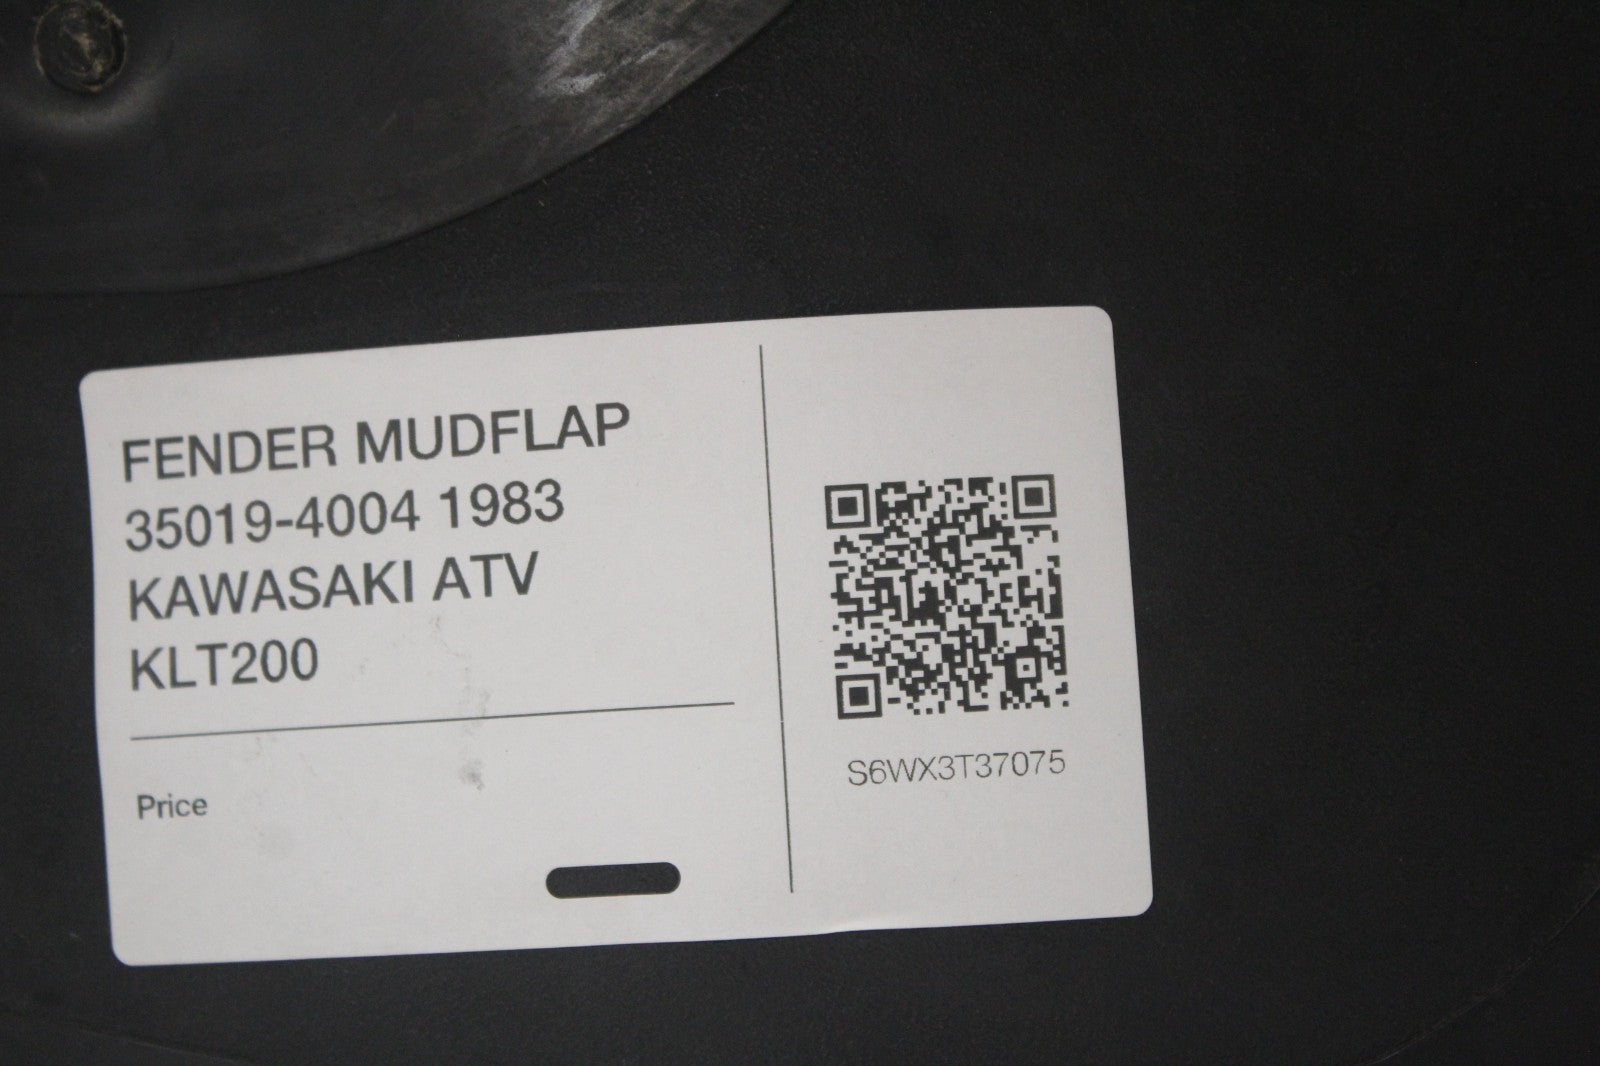 FENDER MUDFLAP
35019-4004 1983
KAWASAKI ATV
KLT200
Price
S6WX3T37075